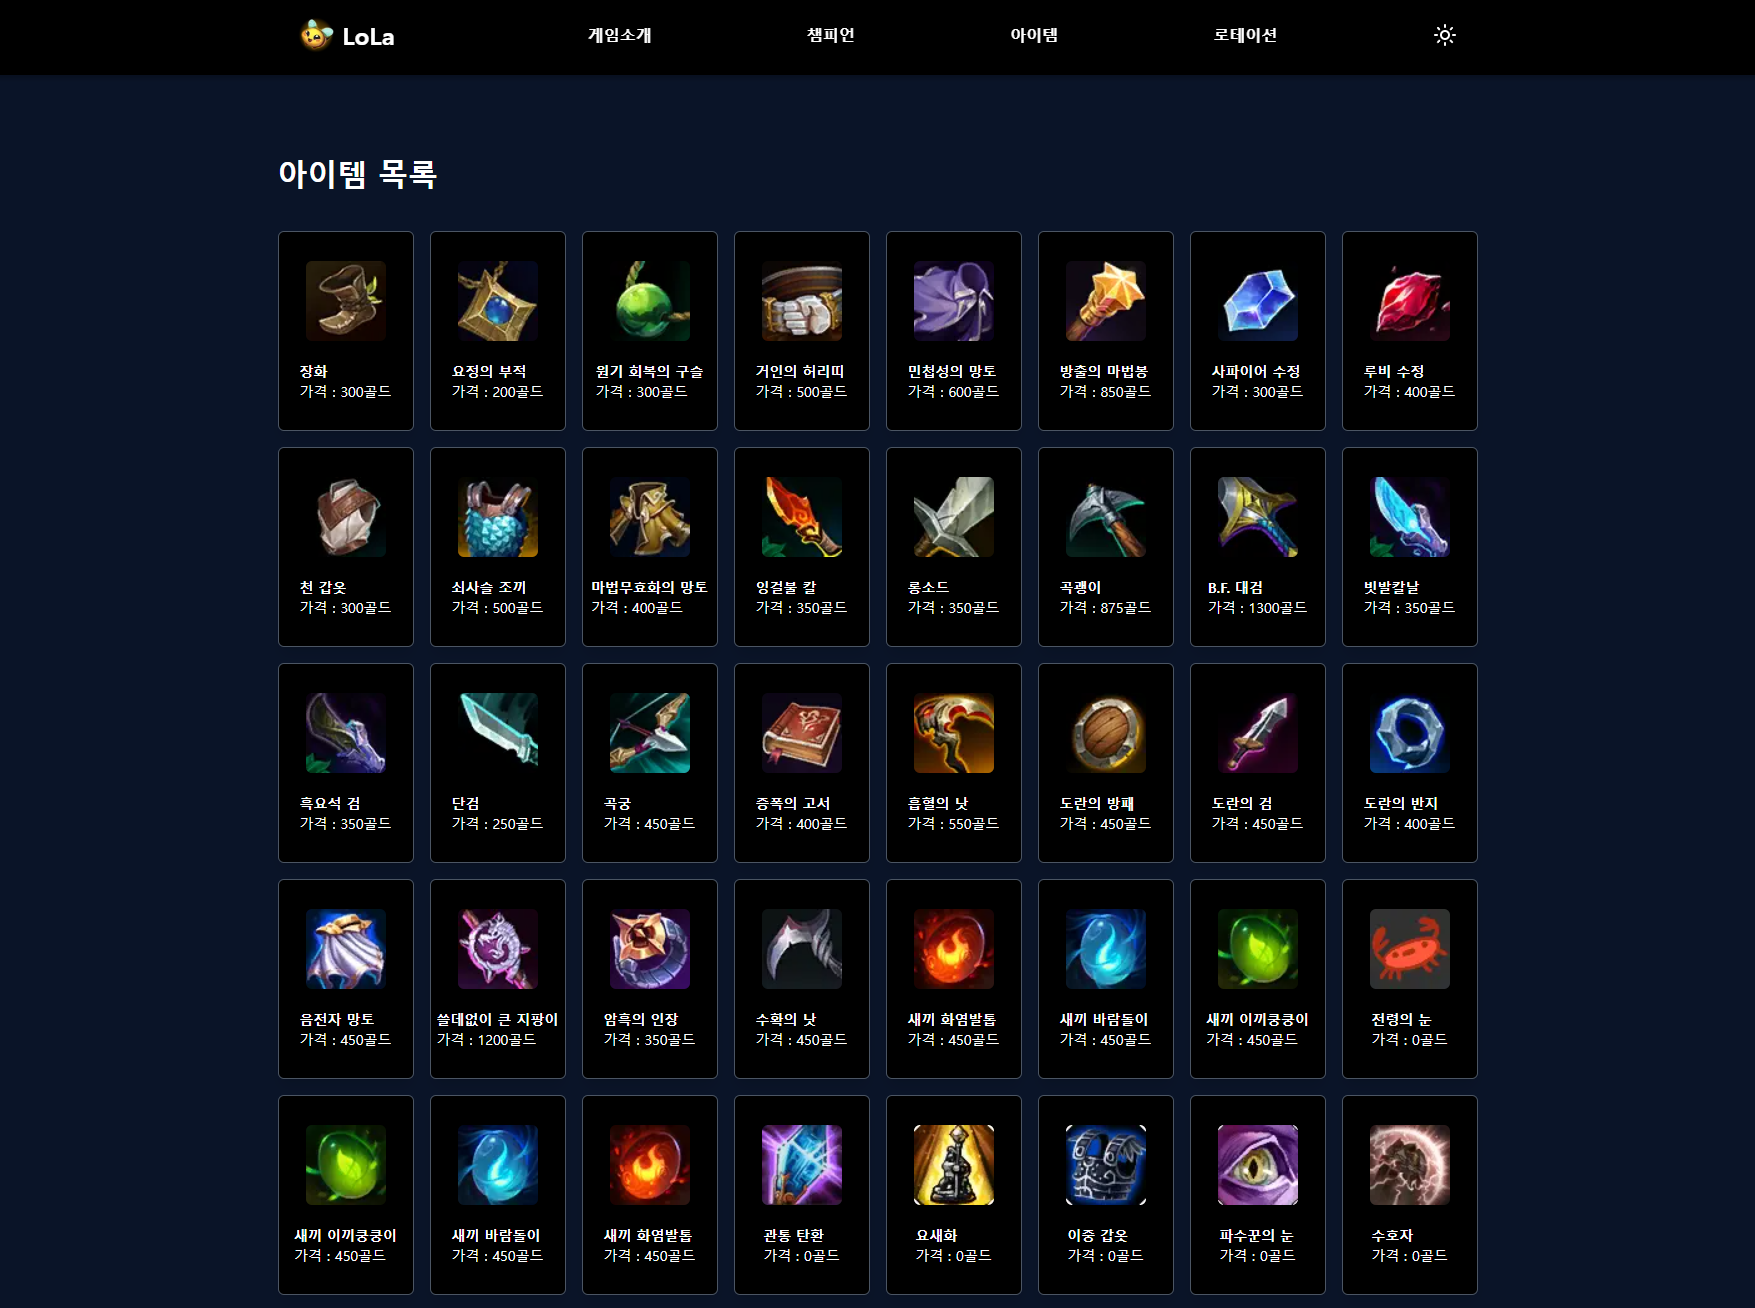 LoLa
게임소개
챔피언
아이템
로테이션
아이템 목록
장화
가격 : 300골드
요정의 부적
가격 : 200골드
원기 회복의 구슬
가격 : 300골드
거인의 허리띠
가격 : 500골드
민첩성의 망토
가격 : 600골드
방출의 마법봉
가격 : 850골드
사파이어 수정
가격 : 300골드
루비 수정
가격 : 400골드
천 갑옷
가격 : 300골드
쇠사슬 조끼
가격 : 500골드
마법무효화의 망토
가격 : 400골드
잉걸불 칼
가격 : 350골드
롱소드
가격 : 350골드
곡괭이
가격 : 875골드
B.F. 대검
가격 : 1300골드
빗발칼날
가격 : 350골드
흑요석 검
가격 : 350골드
단검
가격 : 250골드
곡궁
가격 : 450골드
증폭의 고서
가격 : 400골드
흡혈의 낫
가격 : 550골드
도란의 방패
가격 : 450골드
도란의 검
가격 : 450골드
도란의 반지
가격 : 400골드
음전자 망토
가격 : 450골드
쓸데없이 큰 지팡이
가격 : 1200골드
암흑의 인장
가격 : 350골드
수확의 낫
가격 : 450골드
새끼 화염발톱
가격 : 450골드
새끼 바람돌이
가격 : 450골드
새끼 이끼쿵쿵이
가격 : 450골드
전령의 눈
가격 : 0골드
새끼 이끼쿵쿵이
가격 : 450골드
새끼 바람돌이
가격 : 450골드
새끼 화염발톱
가격 : 450골드
관통 탄환
가격 : 0골드
요새화
가격 : 0골드
이중 갑옷
가격 : 0골드
파수꾼의 눈
가격 : 0골드
수호자
가격 : 0골드